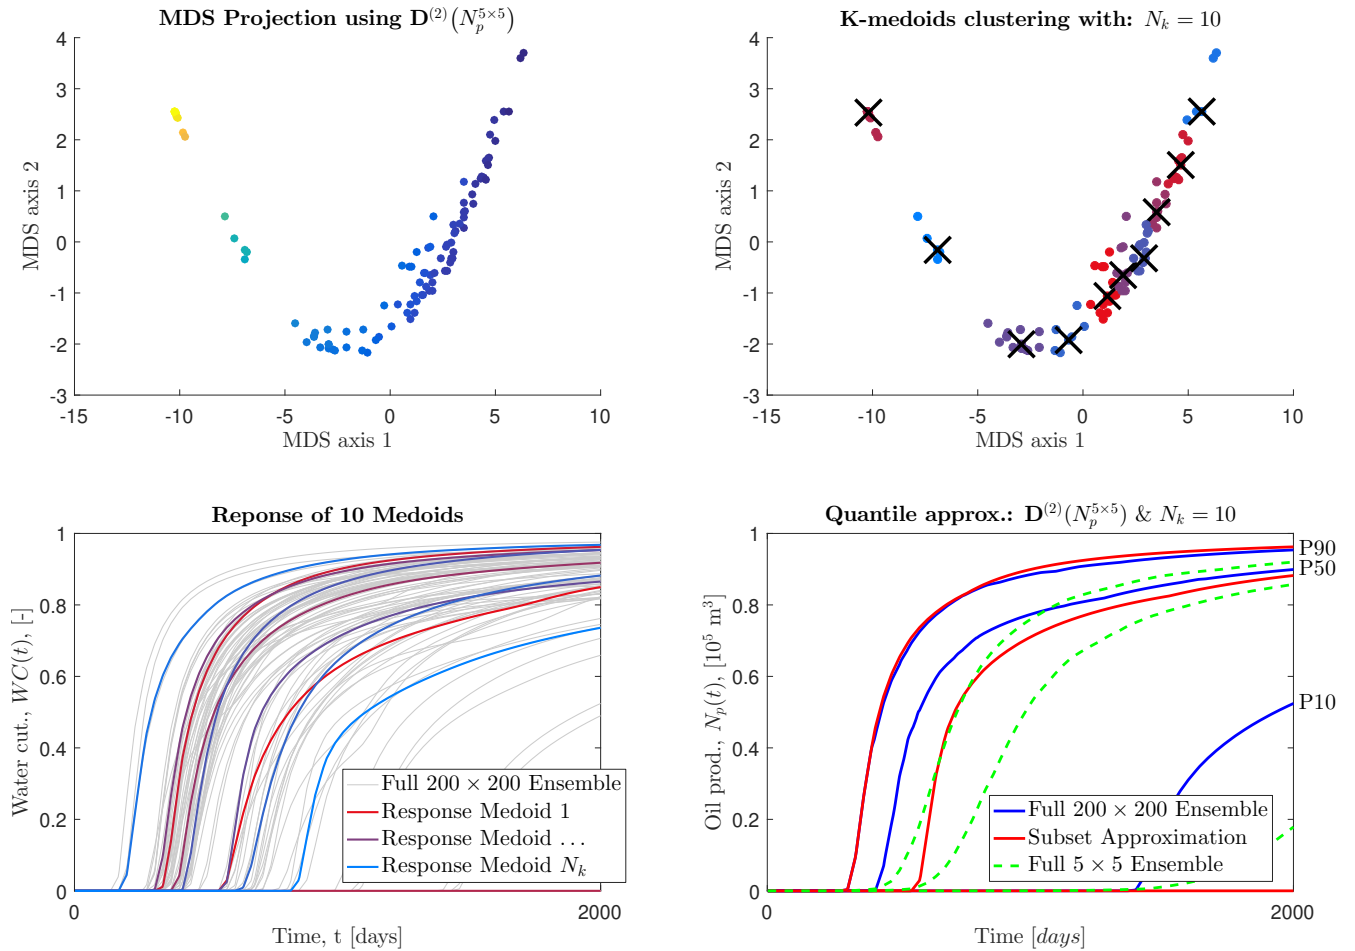 MDS Projection using D^(2)(N_p^{5×5})
4
3
2
1
0
-1
-2
-3
MDS axis 2
-15
-10
-5
0
5
10
MDS axis 1
K-medoids clustering with: N_k = 10
4
3
2
1
0
-1
-2
-3
MDS axis 2
-15
-10
-5
0
5
10
MDS axis 1
Reponse of 10 Medoids
1
0.8
0.6
0.4
0.2
0
Water cut., WC(t), [-]
Full 200 × 200 Ensemble
Response Medoid 1
Response Medoid ...
Response Medoid N_k
0
2000
Time, t [days]
Quantile approx.: D^(2)(N_p^{5×5}) & N_k = 10
1
0.8
0.6
0.4
0.2
0
Oil prod., N_p(t), [10^5 m^3]
P90
P50
P10
Full 200 × 200 Ensemble
Subset Approximation
Full 5 × 5 Ensemble
0
2000
Time [days]